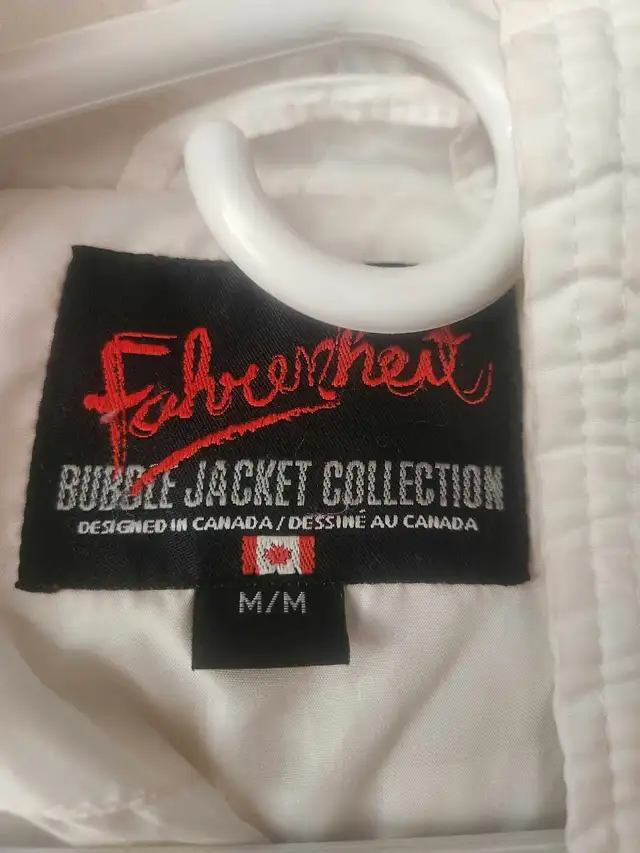 Fahrenheit
BUBBLE JACKET COLLECTION
DESIGNED IN CANADA / DESSINÉ AU CANADA
M/M